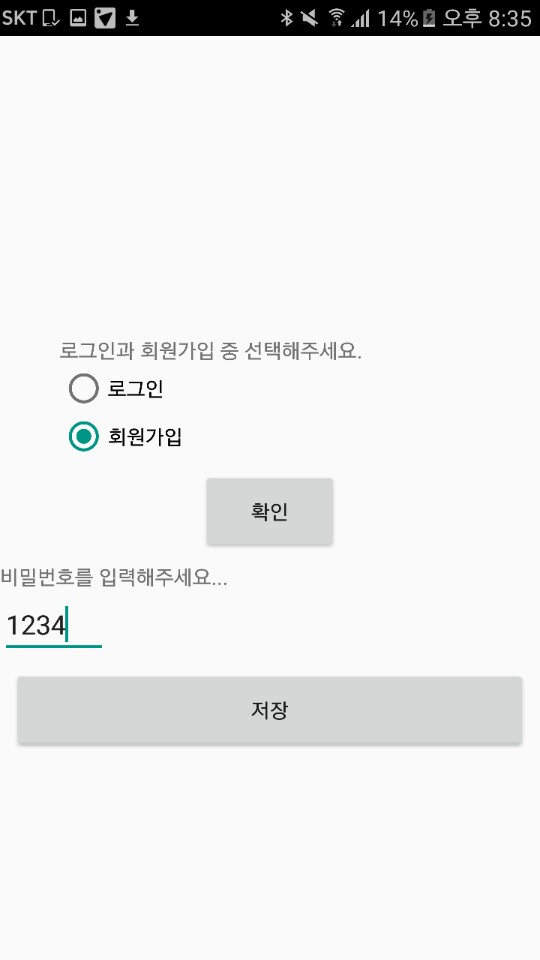 SKT 14% 오후 8:35
로그인과 회원가입 중 선택해주세요.
로그인
회원가입
확인
비밀번호를 입력해주세요...
1234
저장